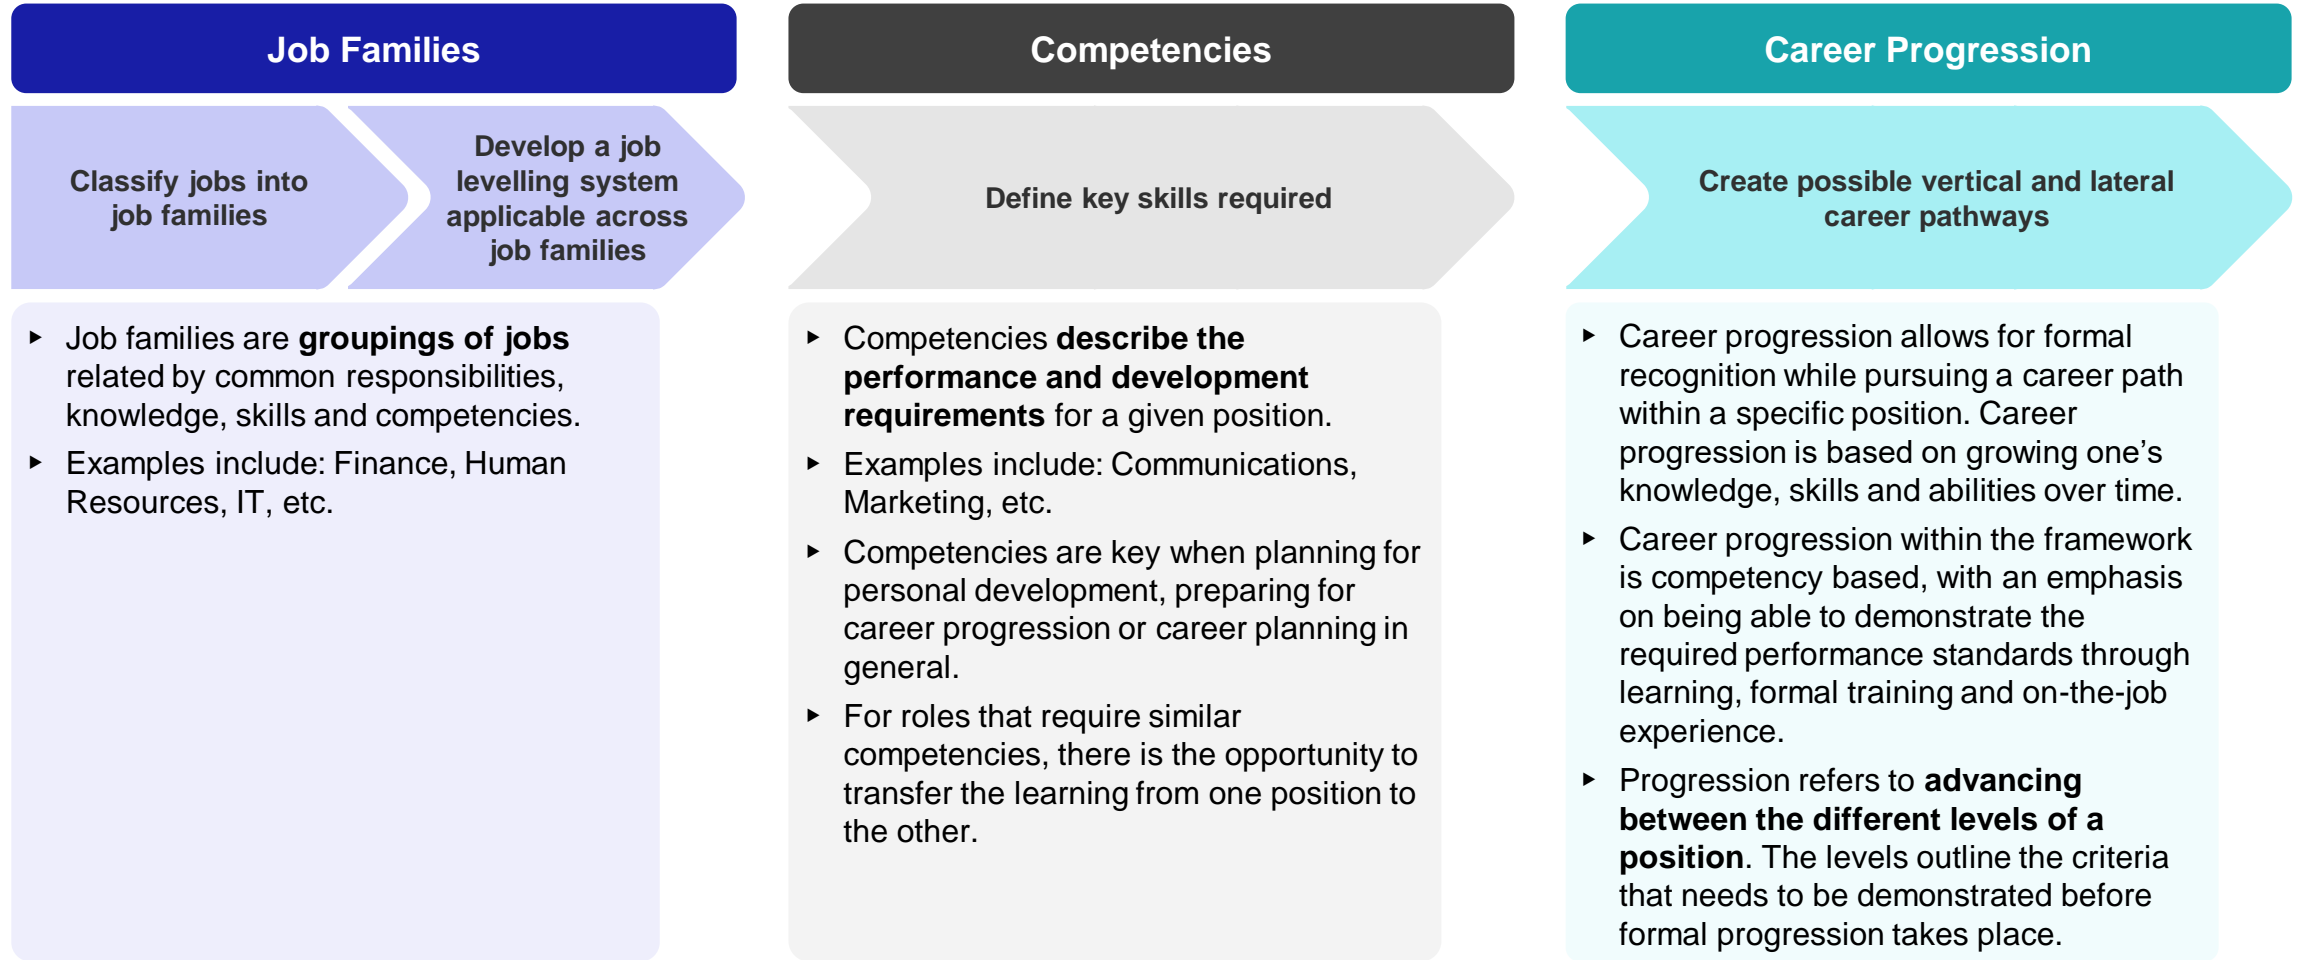 Job Families
Classify jobs into
job families
Develop a job
levelling system
applicable across
job families
▸ Job families are groupings of jobs
related by common responsibilities,
knowledge, skills and competencies.
▸ Examples include: Finance, Human
Resources, IT, etc.
Competencies
Define key skills required
▸ Competencies describe the
performance and development
requirements for a given position.
▸ Examples include: Communications,
Marketing, etc.
▸ Competencies are key when planning for
personal development, preparing for
career progression or career planning in
general.
▸ For roles that require similar
competencies, there is the opportunity to
transfer the learning from one position to
the other.
Career Progression
Create possible vertical and lateral
career pathways
▸ Career progression allows for formal
recognition while pursuing a career path
within a specific position. Career
progression is based on growing one’s
knowledge, skills and abilities over time.
▸ Career progression within the framework
is competency based, with an emphasis
on being able to demonstrate the
required performance standards through
learning, formal training and on-the-job
experience.
▸ Progression refers to advancing
between the different levels of a
position. The levels outline the criteria
that needs to be demonstrated before
formal progression takes place.